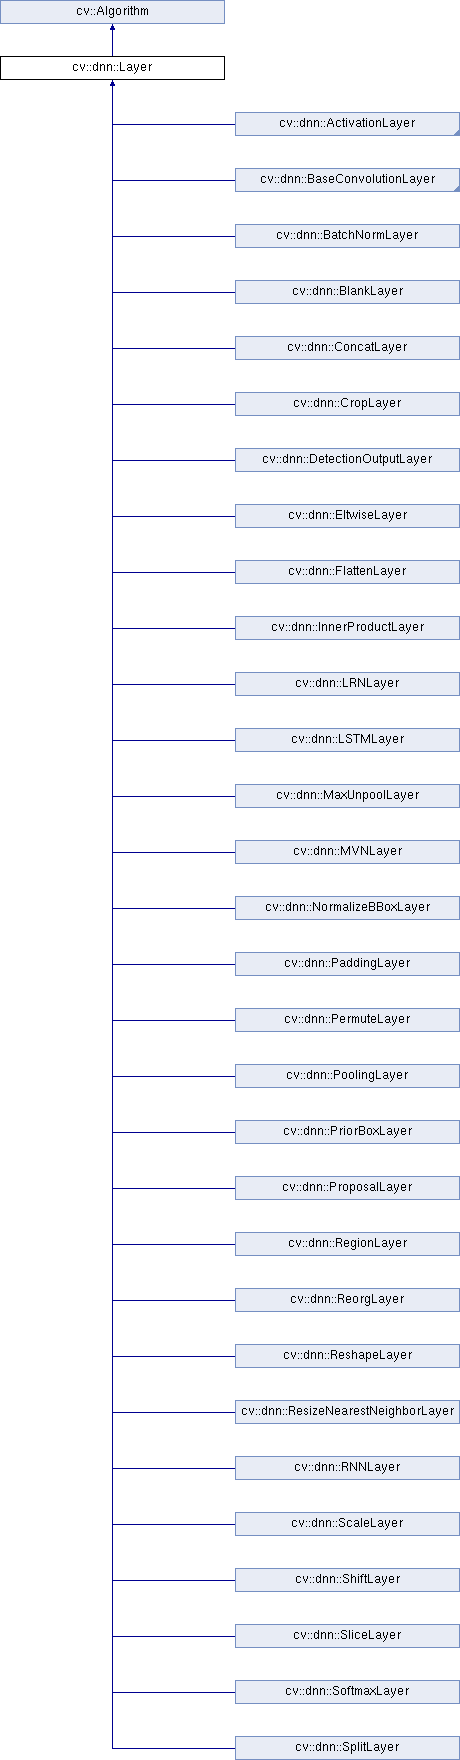 cv::Algorithm
cv::dnn::Layer
cv::dnn::ActivationLayer
cv::dnn::BaseConvolutionLayer
cv::dnn::BatchNormLayer
cv::dnn::BlankLayer
cv::dnn::ConcatLayer
cv::dnn::CropLayer
cv::dnn::DetectionOutputLayer
cv::dnn::EltwiseLayer
cv::dnn::FlattenLayer
cv::dnn::InnerProductLayer
cv::dnn::LRNLayer
cv::dnn::LSTMLayer
cv::dnn::MaxUnpoolLayer
cv::dnn::MVNLayer
cv::dnn::NormalizeBBoxLayer
cv::dnn::PaddingLayer
cv::dnn::PermuteLayer
cv::dnn::PoolingLayer
cv::dnn::PriorBoxLayer
cv::dnn::ProposalLayer
cv::dnn::RegionLayer
cv::dnn::ReorgLayer
cv::dnn::ReshapeLayer
cv::dnn::ResizeNearestNeighborLayer
cv::dnn::RNNLayer
cv::dnn::ScaleLayer
cv::dnn::ShiftLayer
cv::dnn::SliceLayer
cv::dnn::SoftmaxLayer
cv::dnn::SplitLayer